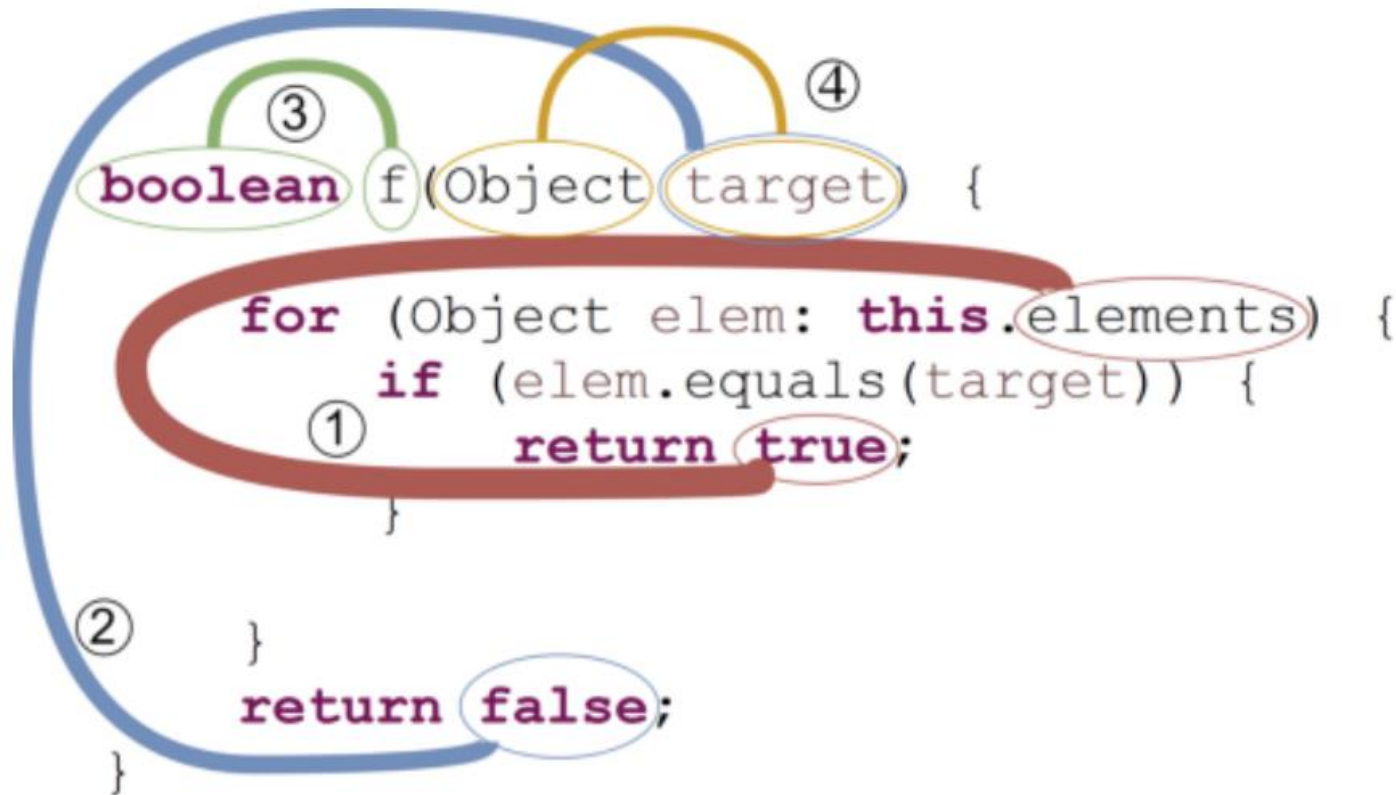 ③ ④
boolean f(Object target) {
for (Object elem: this.elements) {
if (elem.equals(target)) {
① return true;
}
② }
return false;
}